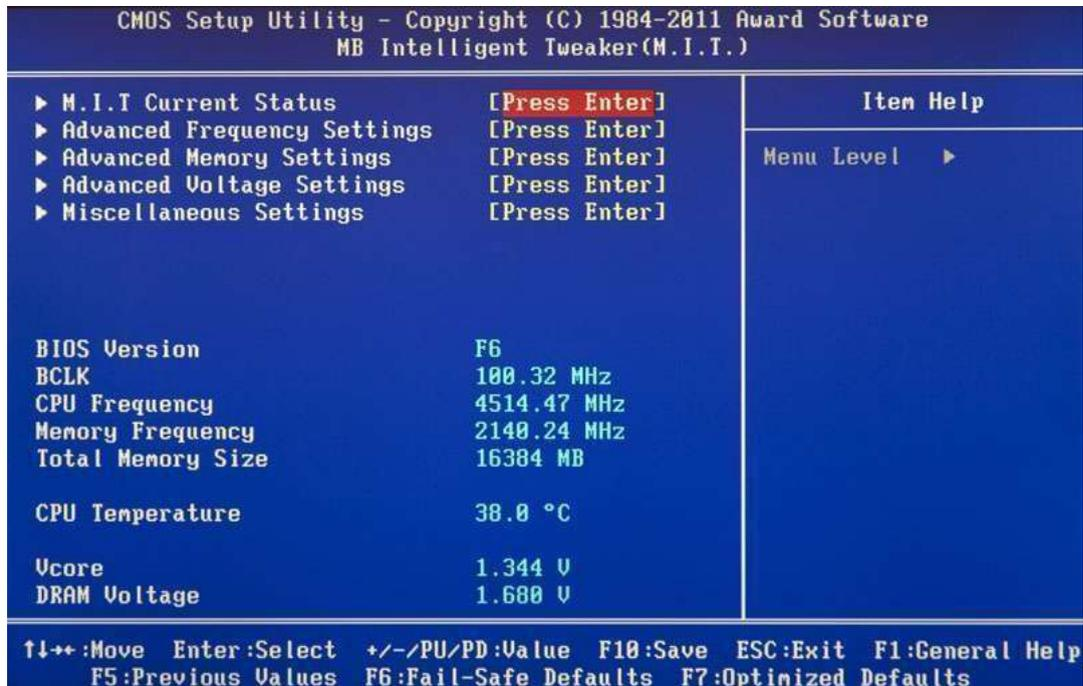 CMOS Setup Utility - Copyright (C) 1984-2011 Award Software
MB Intelligent Tweaker(M.I.T.)
▶ M.I.T Current Status [Press Enter]
▶ Advanced Frequency Settings [Press Enter]
▶ Advanced Memory Settings [Press Enter]
▶ Advanced Voltage Settings [Press Enter]
▶ Miscellaneous Settings [Press Enter]
Item Help
Menu Level ▶
BIOS Version F6
BCLK 100.32 MHz
CPU Frequency 4514.47 MHz
Memory Frequency 2140.24 MHz
Total Memory Size 16384 MB
CPU Temperature 38.0 °C
Vcore 1.344 V
DRAM Voltage 1.680 V
↑↓→←:Move Enter:Select +/-/PU/PD:Value F10:Save ESC:Exit F1:General Help
F5:Previous Values F6:Fail-Safe Defaults F7:Optimized Defaults